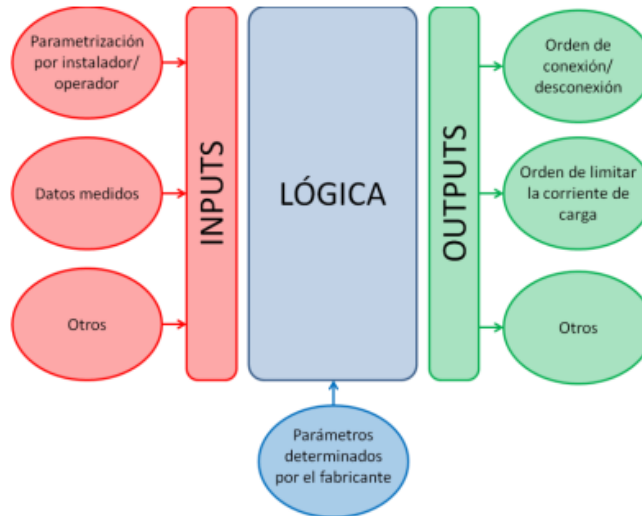 Parametrización
por instalador/
operador
Datos medidos
Otros
INPUTS
LÓGICA
OUTPUTS
Orden de
conexión/
desconexión
Orden de limitar
la corriente de
carga
Otros
Parámetros
determinados
por el fabricante